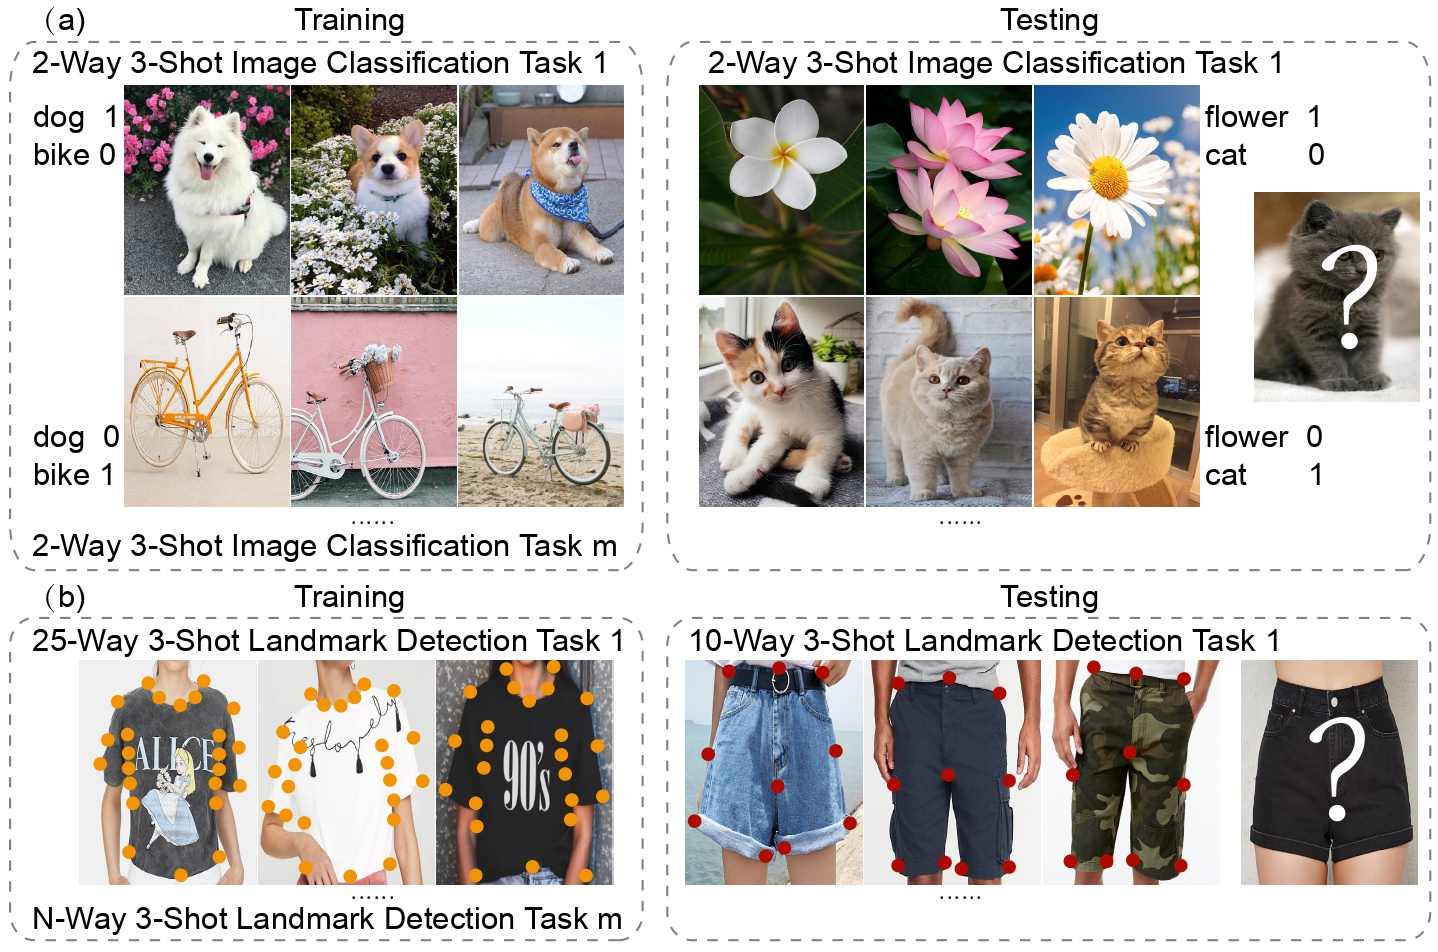 (a)
Training
Testing
2-Way 3-Shot Image Classification Task 1
dog 1
bike 0
dog 0
bike 1
......
2-Way 3-Shot Image Classification Task m
2-Way 3-Shot Image Classification Task 1
flower 1
cat 0
?
flower 0
cat 1
......
(b)
Training
Testing
25-Way 3-Shot Landmark Detection Task 1
ALICE
90's
......
N-Way 3-Shot Landmark Detection Task m
10-Way 3-Shot Landmark Detection Task 1
?
......